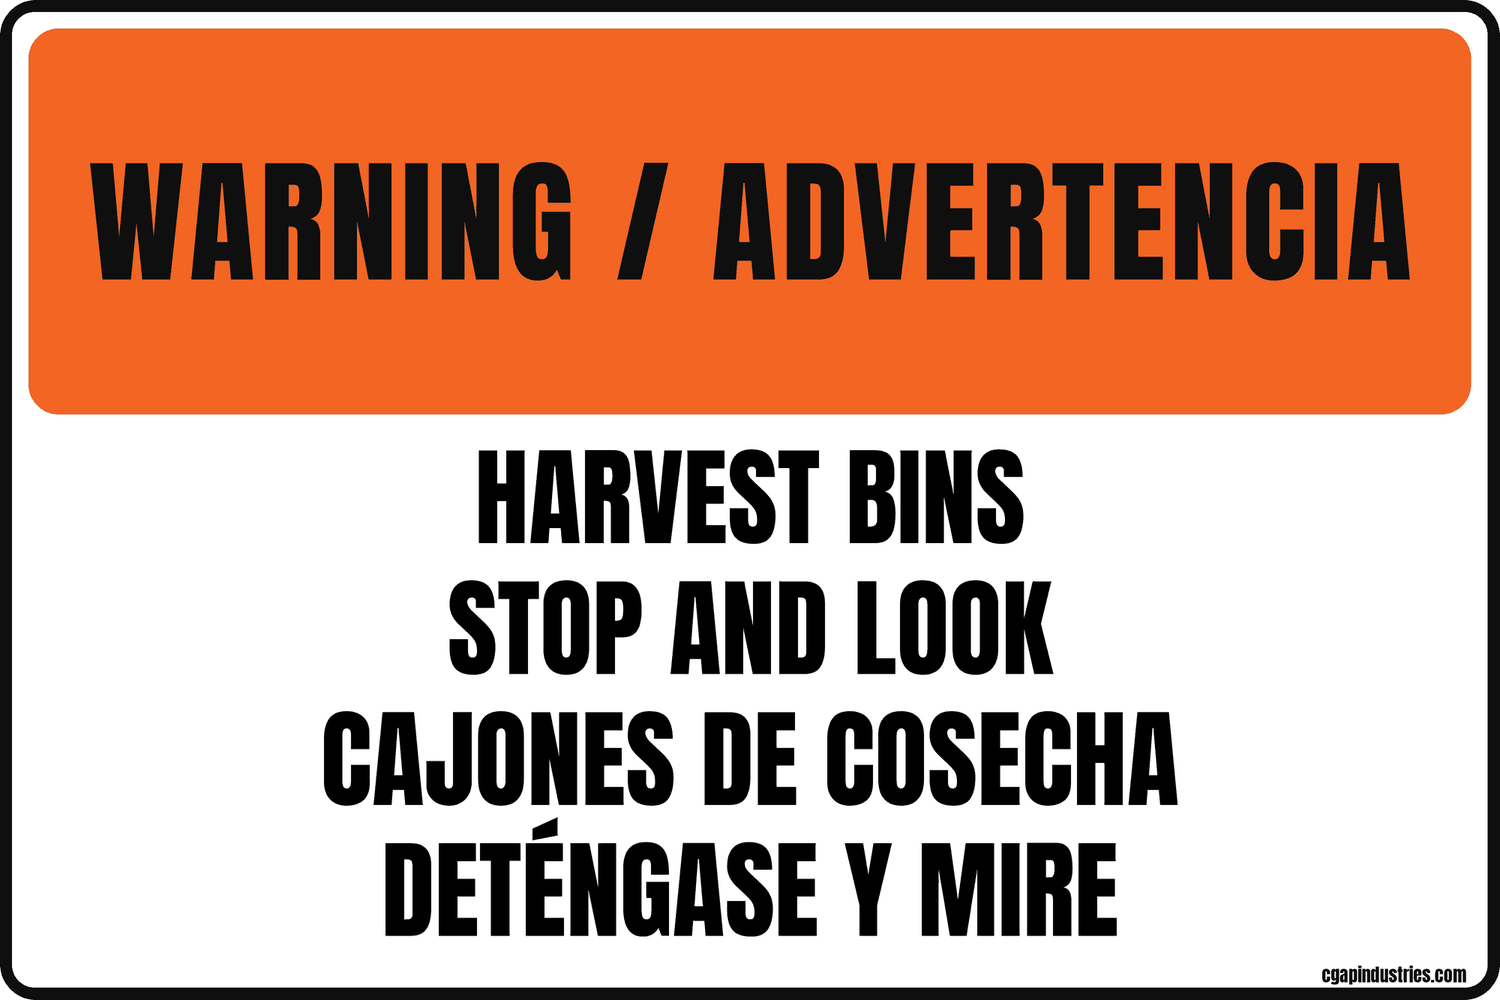 WARNING / ADVERTENCIA
HARVEST BINS
STOP AND LOOK
CAJONES DE COSECHA
DETÉNGASE Y MIRE
cgapindustries.com